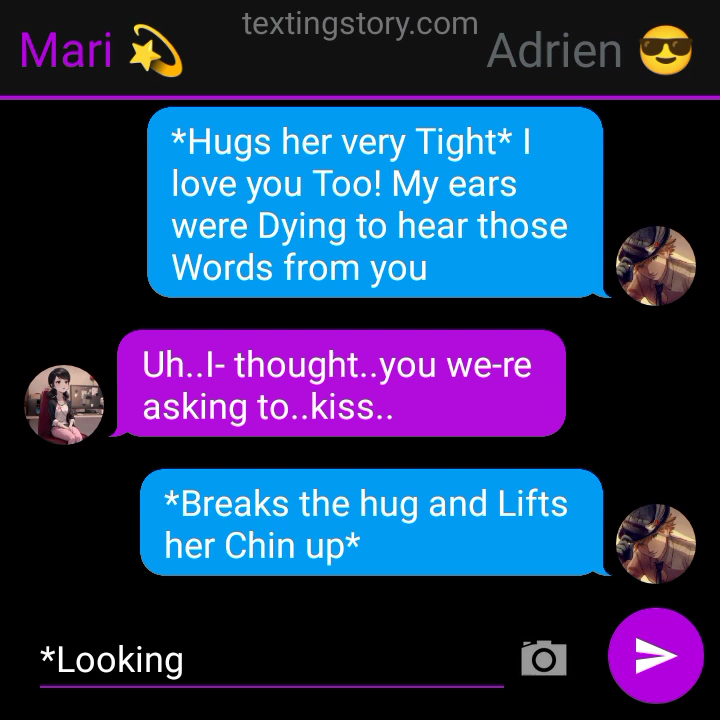 textingstory.com
Mari 💫
Adrien 😎
*Hugs her very Tight* I
love you Too! My ears
were Dying to hear those
Words from you
Uh..I- thought..you we-re
asking to..kiss..
*Breaks the hug and Lifts
her Chin up*
*Looking